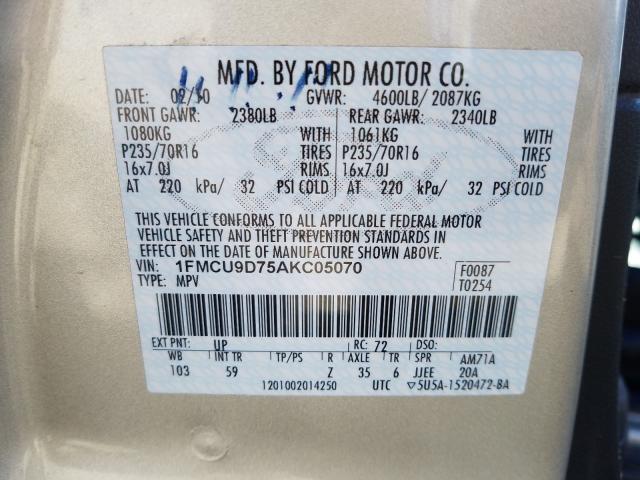 MFD. BY FORD MOTOR CO.
DATE: 02/10 GVWR: 4600LB/ 2087KG
FRONT GAWR: 2380LB REAR GAWR: 2340LB
1080KG WITH 1061KG WITH
P235/70R16 TIRES P235/70R16 TIRES
16x7.0J RIMS 16x7.0J RIMS
AT 220 kPa/ 32 PSI COLD AT 220 kPa/ 32 PSI COLD
THIS VEHICLE CONFORMS TO ALL APPLICABLE FEDERAL MOTOR
VEHICLE SAFETY AND THEFT PREVENTION STANDARDS IN
EFFECT ON THE DATE OF MANUFACTURE SHOWN ABOVE.
VIN: 1FMCU9D75AKC05070 F0087
TYPE: MPV T0254
EXT PNT: UP RC: 72 DSO:
WB INT TR TP/PS R AXLE TR SPR AM71A
103 59 Z 35 6 JJEE 20A
1201002014250 UTC ▽5U5A-1520472-BA
Ford